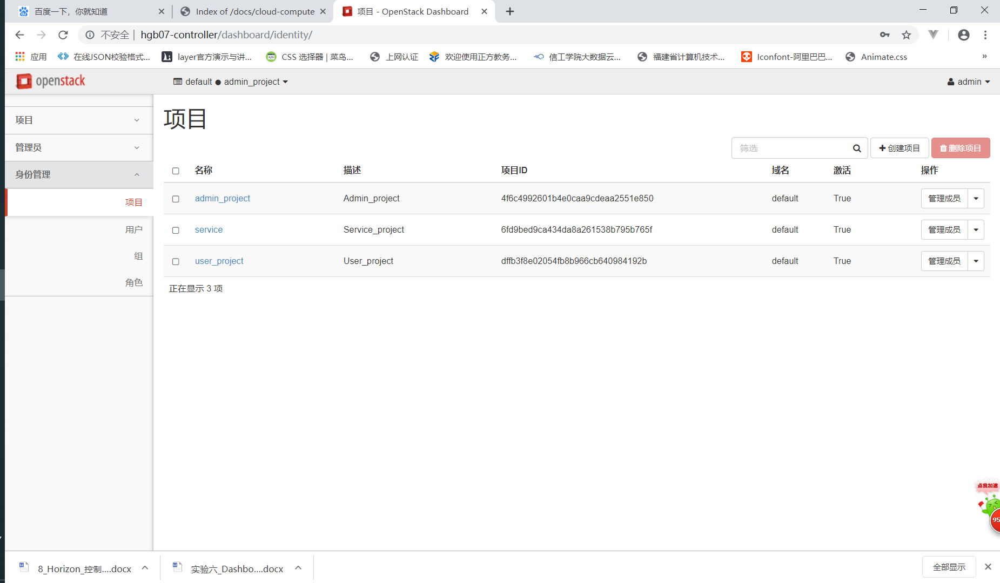 百度一下，你就知道
Index of /docs/cloud-compute
项目 - OpenStack Dashboard
不安全 | hgb07-controller/dashboard/identity/
应用 在线JSON校验格式... layer官方演示与讲... CSS 选择器 | 菜鸟... 上网认证 欢迎使用正方教务... 信工学院大数据云... 福建省计算机技术... Iconfont-阿里巴巴... Animate.css »
openstack default ● admin_project admin
项目
管理员
身份管理
项目
用户
组
角色
项目
筛选 创建项目 删除项目
名称 描述 项目ID 域名 激活 操作
admin_project Admin_project 4f6c4992601b4e0caa9cdeaa2551e850 default True 管理成员
service Service_project 6fd9bed9ca434da8a261538b795b765f default True 管理成员
user_project User_project dffb3f8e02054fb8b966cb640984192b default True 管理成员
正在显示 3 项
点我加速
95
8_Horizon_控制....docx 实验六_Dashbo....docx 全部显示